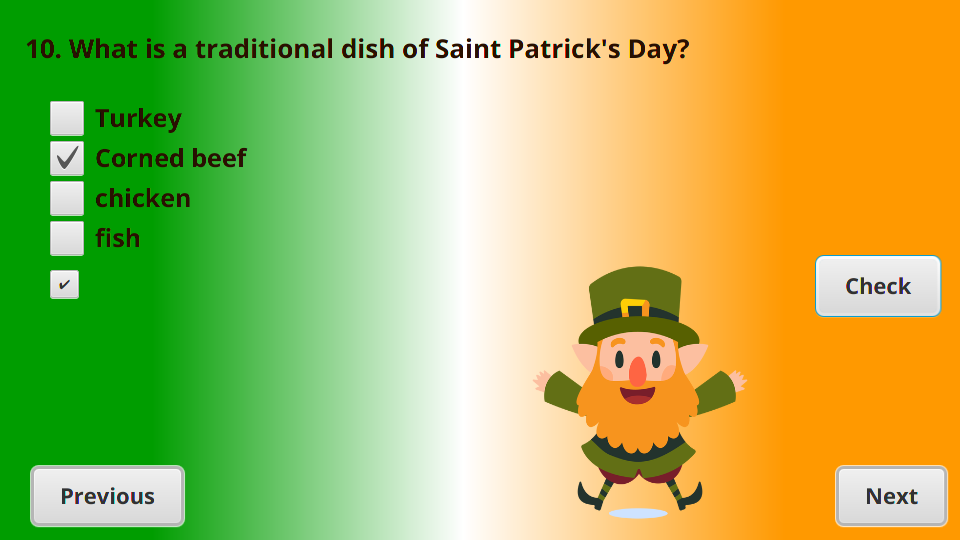 10. What is a traditional dish of Saint Patrick's Day?
Turkey
Corned beef
chicken
fish
Check
Previous
Next